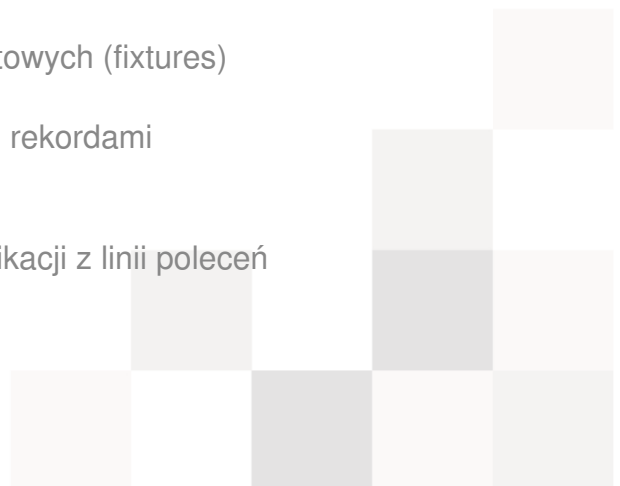 towych (fixtures)
rekordami
ikacji z linii poleceń